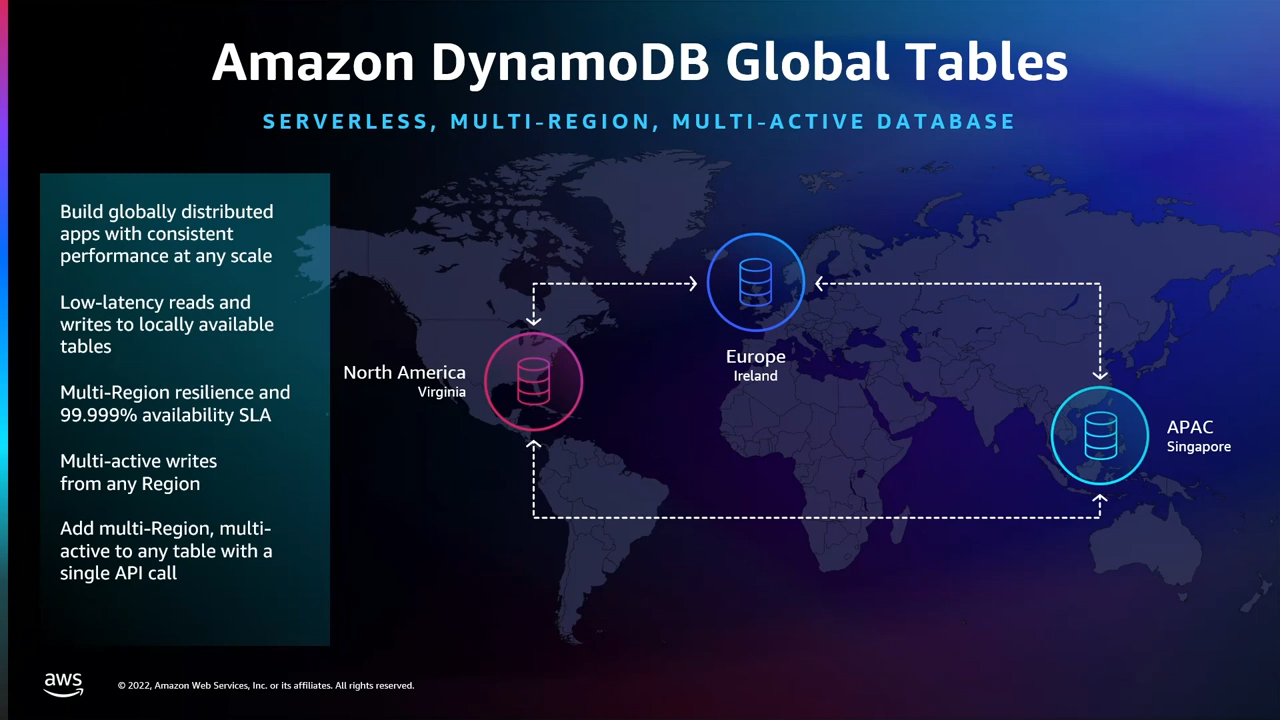 Amazon DynamoDB Global Tables
SERVERLESS, MULTI-REGION, MULTI-ACTIVE DATABASE
Build globally distributed
apps with consistent
performance at any scale
Low-latency reads and
writes to locally available
tables
Multi-Region resilience and
99.999% availability SLA
Multi-active writes
from any Region
Add multi-Region, multi-
active to any table with a
single API call
North America
Virginia
Europe
Ireland
APAC
Singapore
aws
© 2022, Amazon Web Services, Inc. or its affiliates. All rights reserved.